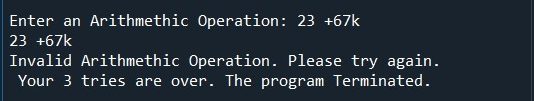 Enter an Arithmethic Operation: 23 +67k
23 +67k
Invalid Arithmethic Operation. Please try again.
 Your 3 tries are over. The program Terminated.